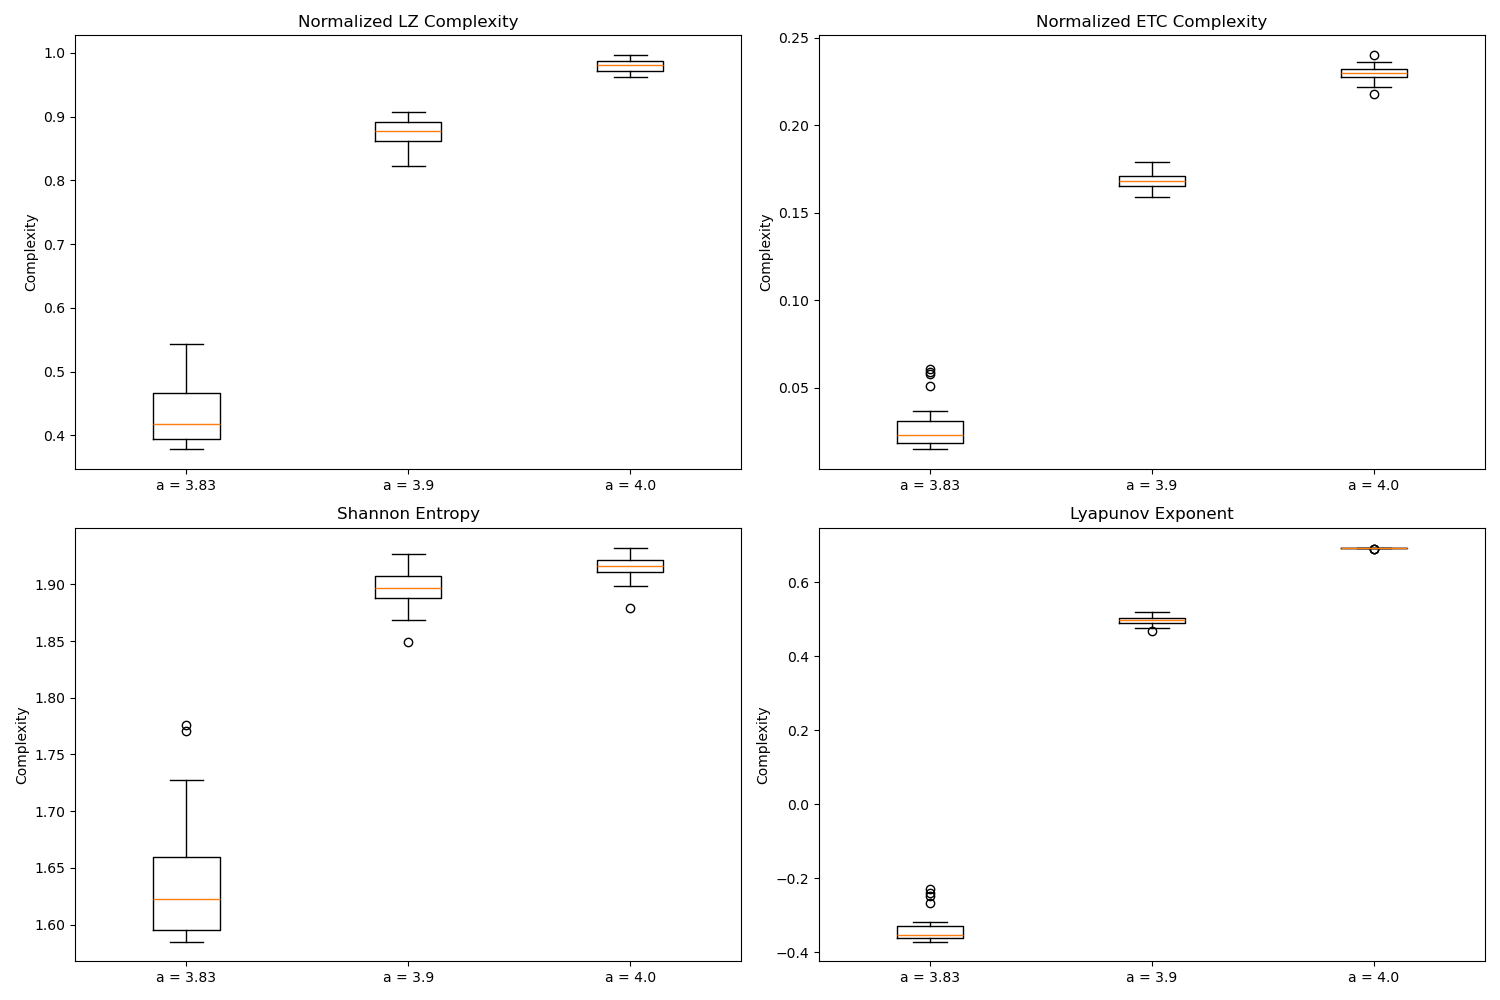 Normalized LZ Complexity
Complexity
1.0
0.9
0.8
0.7
0.6
0.5
0.4
a = 3.83
a = 3.9
a = 4.0
Normalized ETC Complexity
Complexity
0.25
0.20
0.15
0.10
0.05
a = 3.83
a = 3.9
a = 4.0
Shannon Entropy
Complexity
1.90
1.85
1.80
1.75
1.70
1.65
1.60
a = 3.83
a = 3.9
a = 4.0
Lyapunov Exponent
Complexity
0.6
0.4
0.2
0.0
−0.2
−0.4
a = 3.83
a = 3.9
a = 4.0